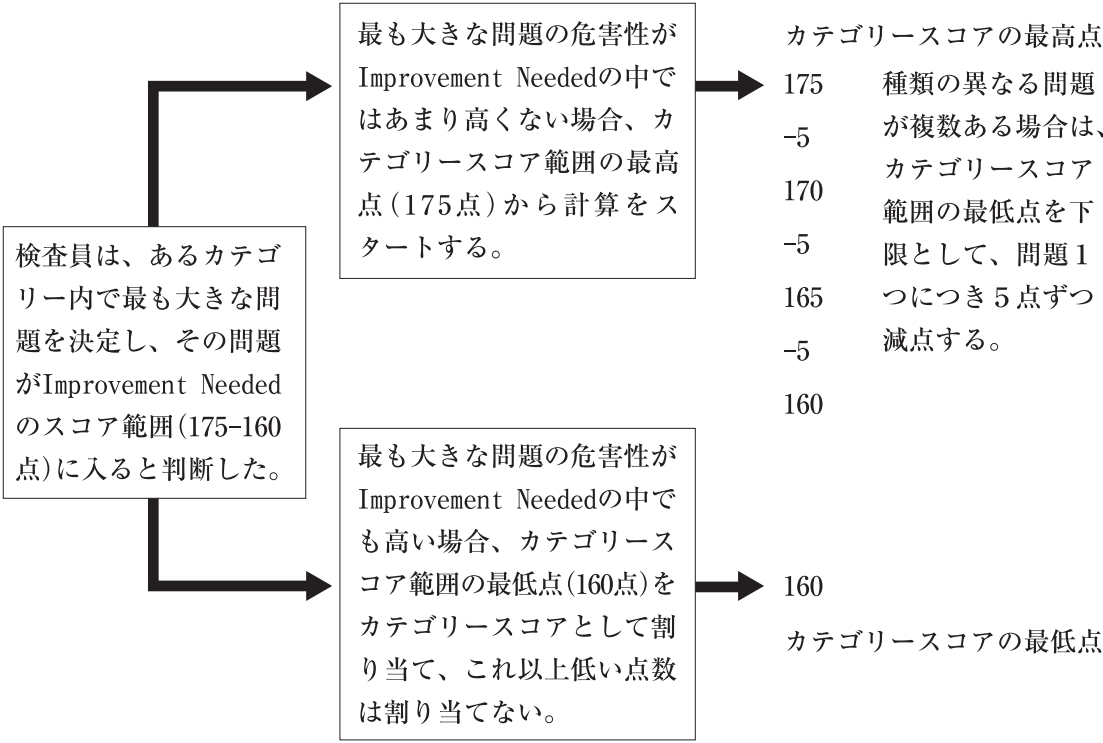 検査員は、あるカテゴ
リー内で最も大きな問
題を決定し、その問題
がImprovement Needed
のスコア範囲(175-160
点)に入ると判断した。
最も大きな問題の危害性が
Improvement Neededの中で
はあまり高くない場合、カ
テゴリースコア範囲の最高
点(175点)から計算をス
タートする。
カテゴリースコアの最高点
175
-5
170
-5
165
-5
160
種類の異なる問題
が複数ある場合は、
カテゴリースコア
範囲の最低点を下
限として、問題１
つにつき５点ずつ
減点する。
最も大きな問題の危害性が
Improvement Neededの中で
も高い場合、カテゴリース
コア範囲の最低点(160点)を
カテゴリースコアとして割
り当て、これ以上低い点数
は割り当てない。
160
カテゴリースコアの最低点